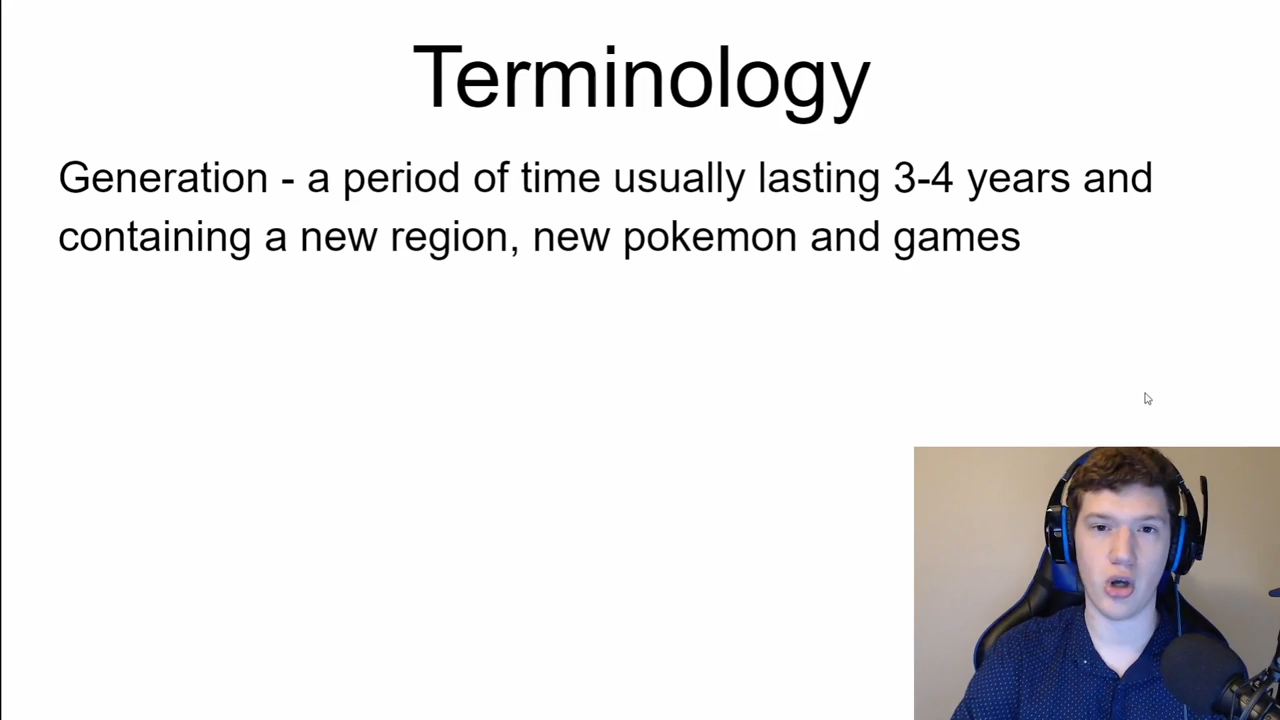 Terminology
Generation - a period of time usually lasting 3-4 years and
containing a new region, new pokemon and games